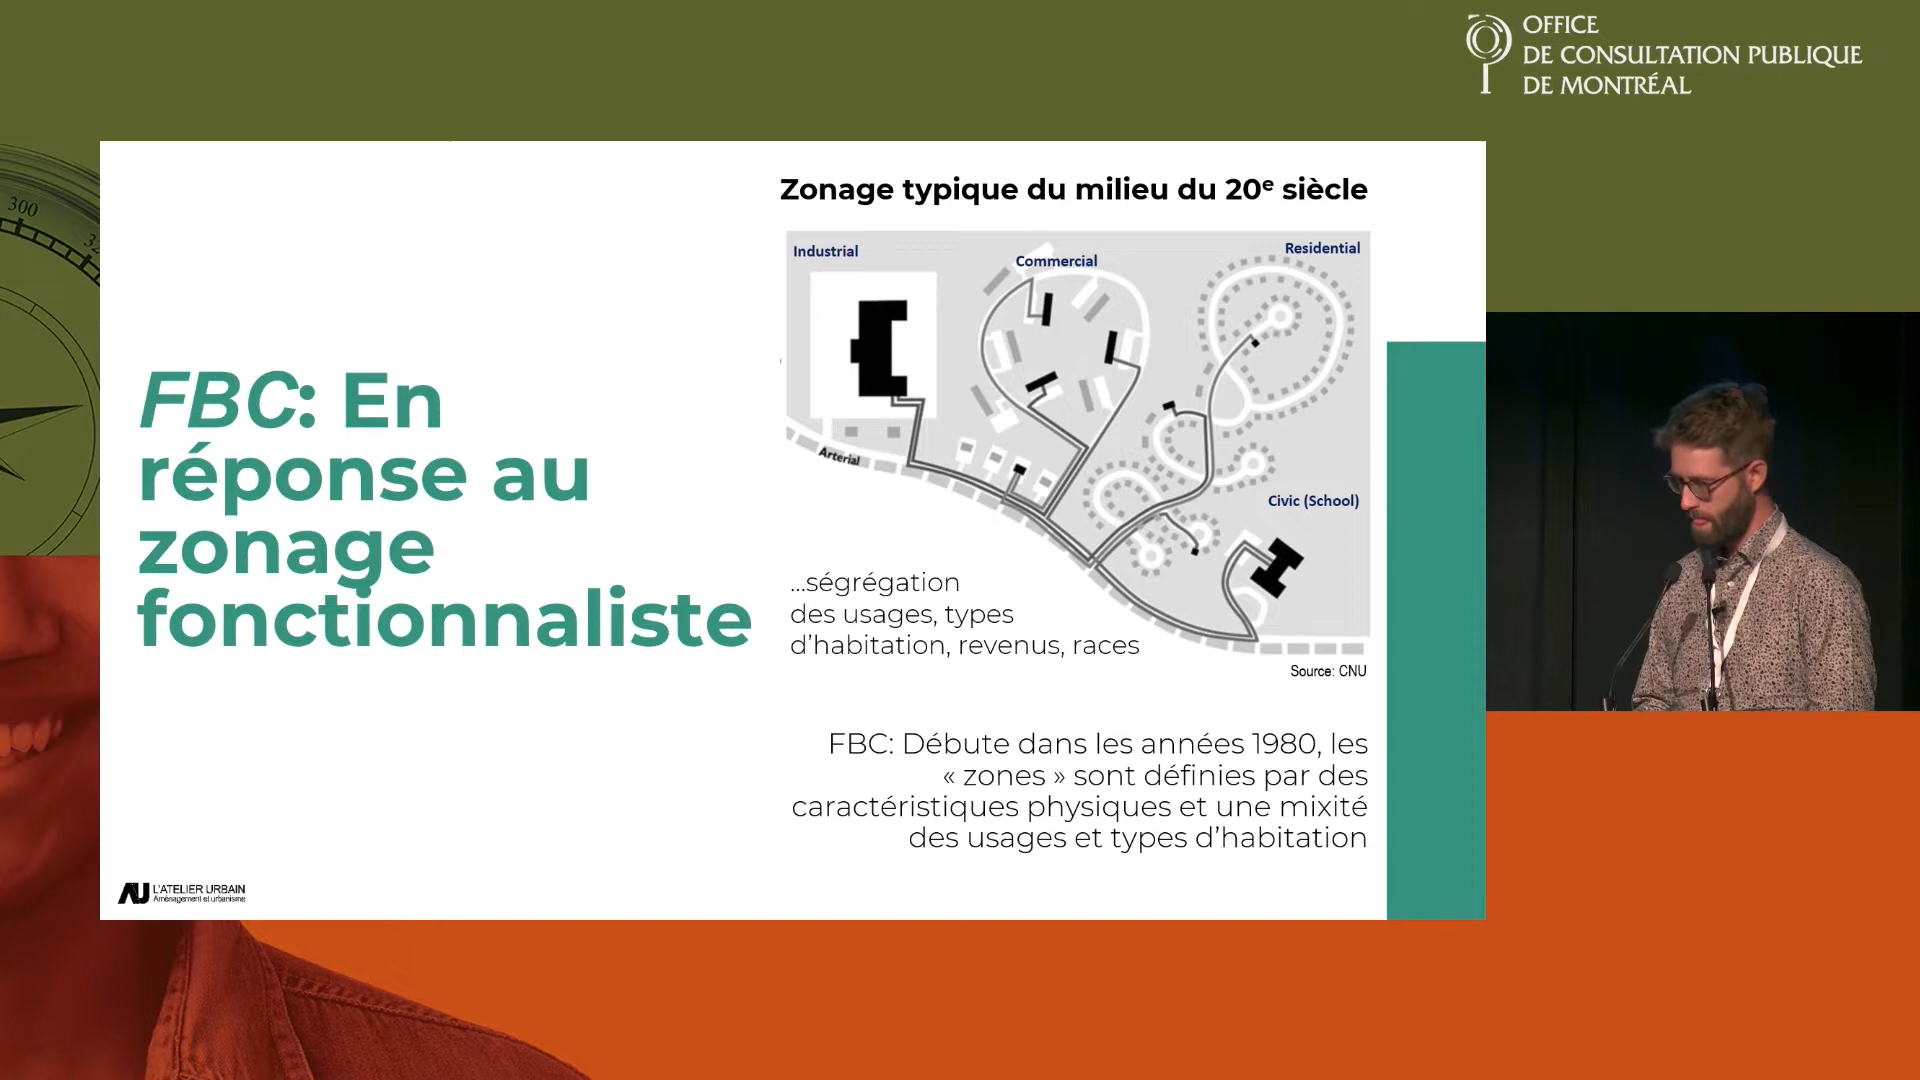 OFFICE
DE CONSULTATION PUBLIQUE
DE MONTRÉAL
300
Zonage typique du milieu du 20e siècle
Industrial
Commercial
Residential
Arterial
Civic (School)
FBC: En
réponse au
zonage
fonctionnaliste
...ségrégation
des usages, types
d’habitation, revenus, races
Source: CNU
FBC: Débute dans les années 1980, les
« zones » sont définies par des
caractéristiques physiques et une mixité
des usages et types d’habitation
AU L'ATELIER URBAIN
Aménagement et urbanisme